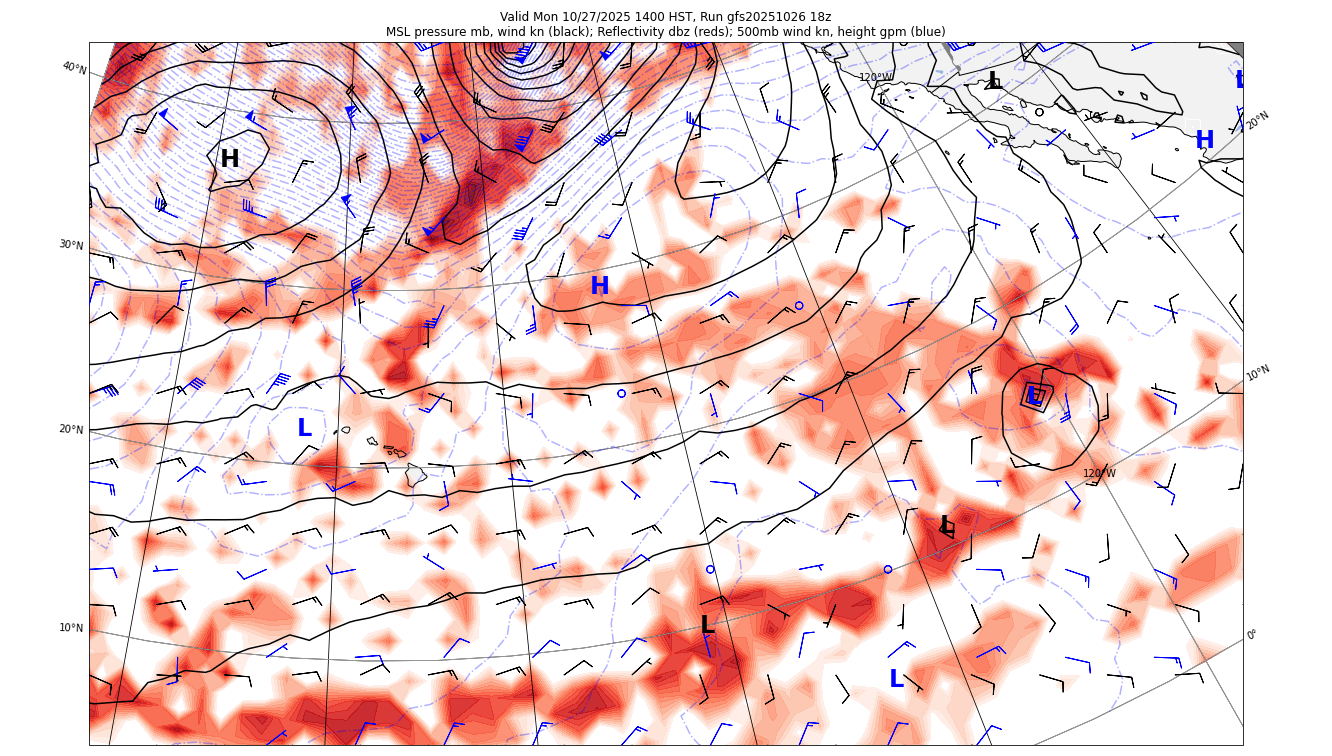 Valid Mon 10/27/2025 1400 HST, Run gfs20251026 18z
MSL pressure mb, wind kn (black); Reflectivity dbz (reds); 500mb wind kn, height gpm (blue)
40°N
120°W
L
L
20°N
H
H
30°N
H
10°N
L
20°N
L
120°W
L
10°N
L
0°
L